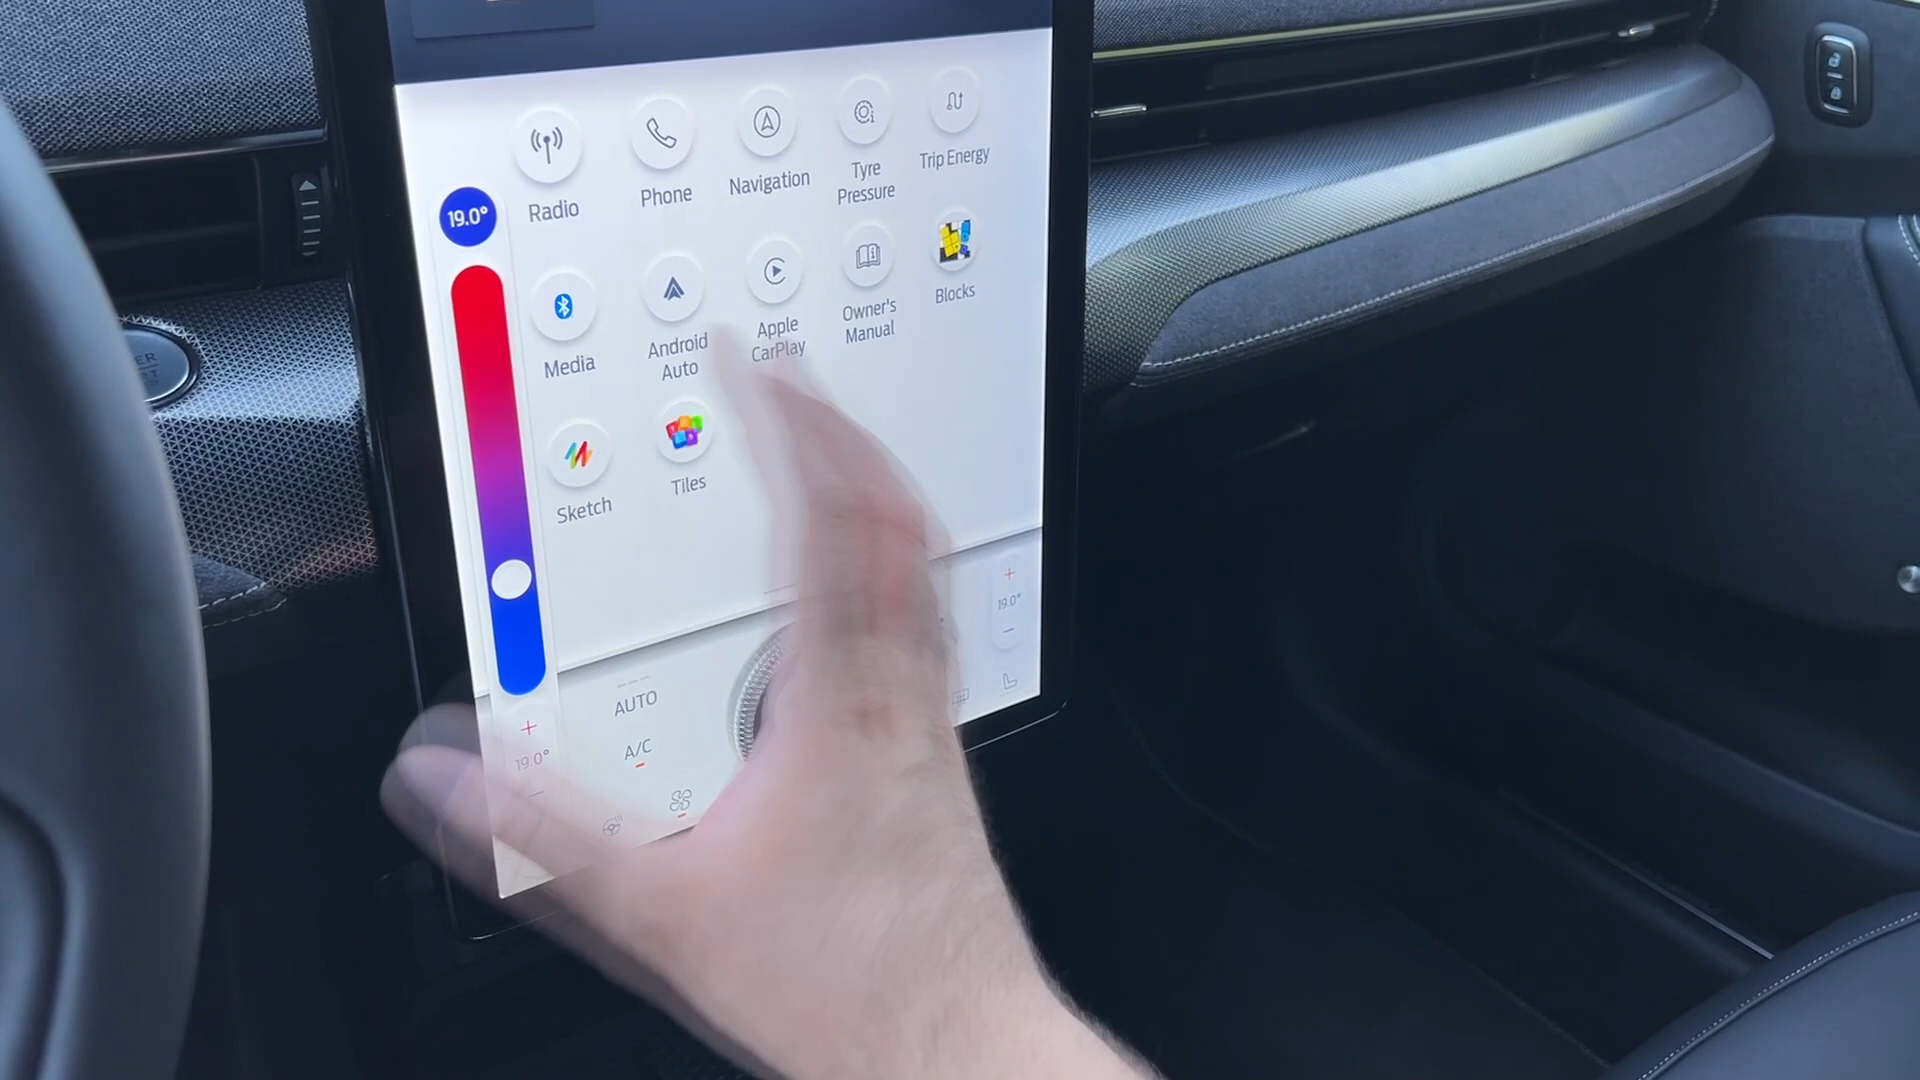 Radio
Phone
Navigation
Tyre
Pressure
Trip Energy
19.0°
Media
Android
Auto
Apple
CarPlay
Owner's
Manual
Blocks
Sketch
Tiles
+
19.0°
−
AUTO
A/C
+
19.0°
−